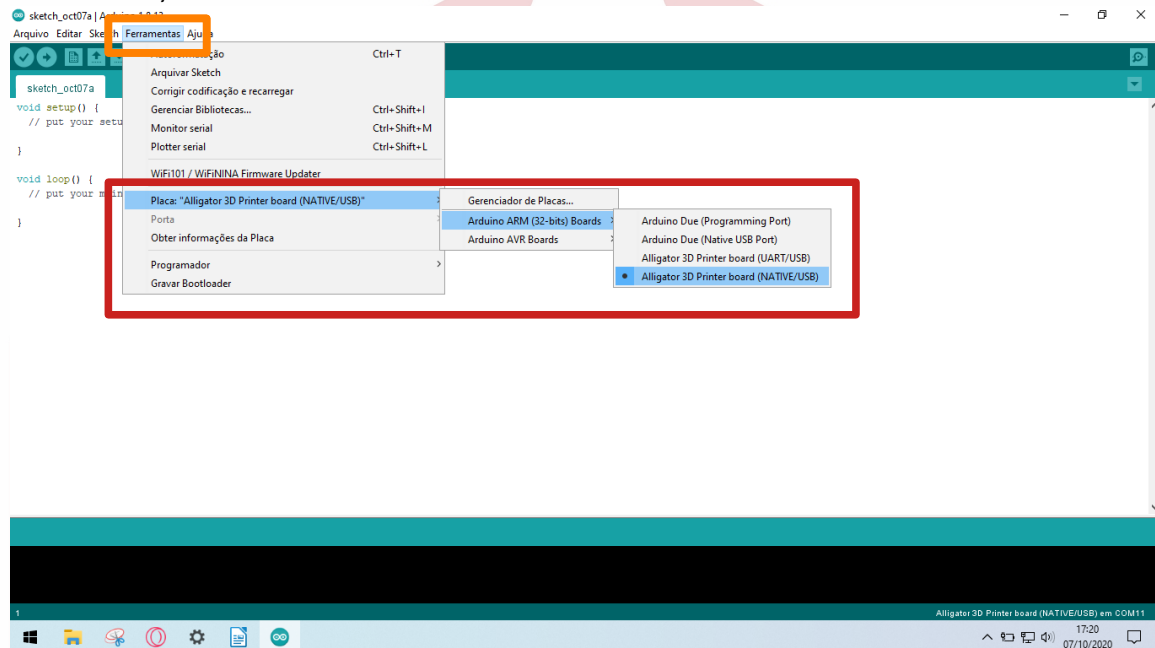 sketch_oct07a | Arduino 1.8.13
Arquivo Editar Sketch Ferramentas Ajuda
Ctrl+T
Arquivar Sketch
Corrigir codificação e recarregar
Gerenciar Bibliotecas... Ctrl+Shift+I
Monitor serial Ctrl+Shift+M
Plotter serial Ctrl+Shift+L
WiFi101 / WiFiNINA Firmware Updater
Placa: "Alligator 3D Printer board (NATIVE/USB)"
Porta
Obter informações da Placa
Programador
Gravar Bootloader
Gerenciador de Placas...
Arduino ARM (32-bits) Boards
Arduino AVR Boards
Arduino Due (Programming Port)
Arduino Due (Native USB Port)
Alligator 3D Printer board (UART/USB)
Alligator 3D Printer board (NATIVE/USB)
sketch_oct07a
void setup() {
// put your setu
}
void loop() {
// put your main
}
1
Alligator 3D Printer board (NATIVE/USB) em COM11
17:20
07/10/2020